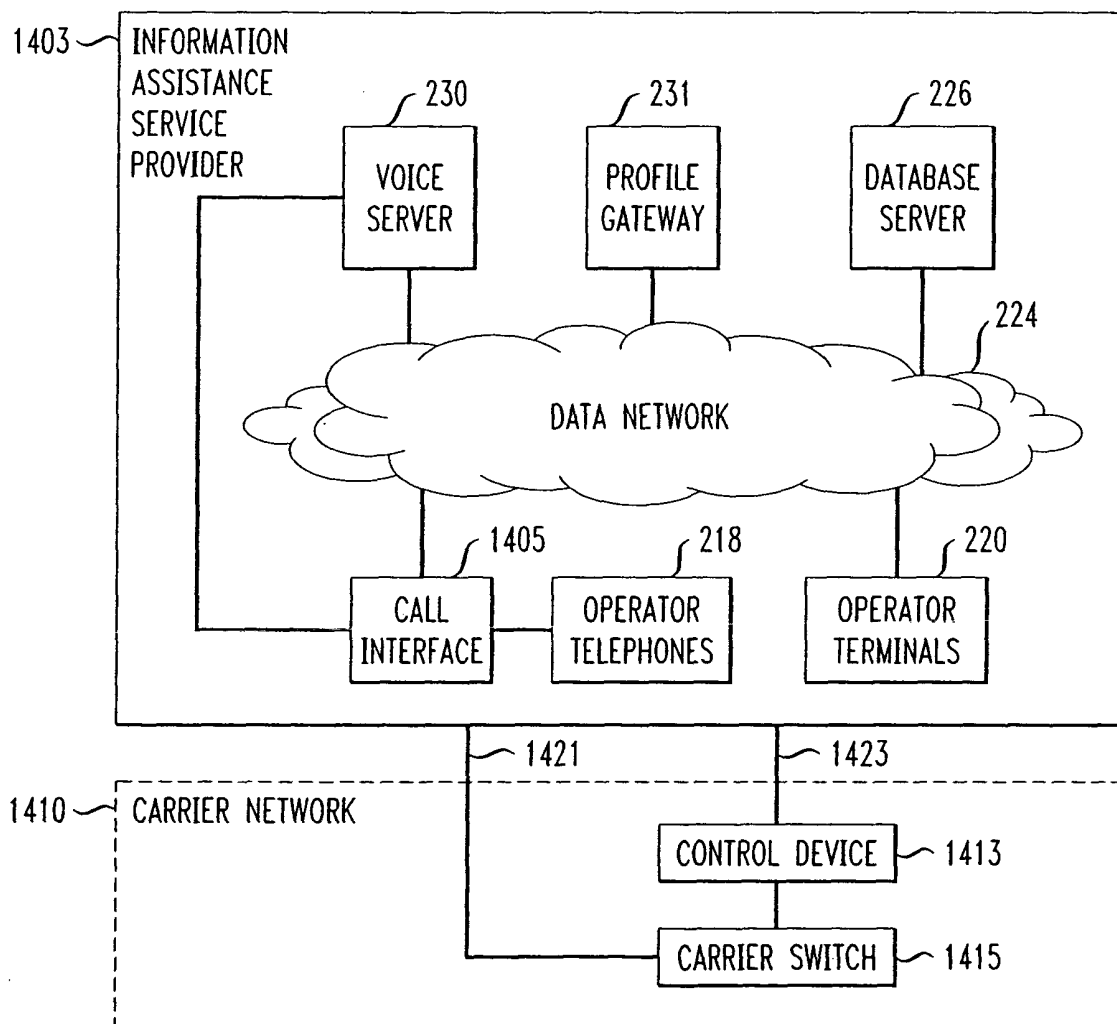 1403
INFORMATION
ASSISTANCE
SERVICE
PROVIDER
230
231
226
VOICE
SERVER
PROFILE
GATEWAY
DATABASE
SERVER
224
DATA NETWORK
1405
218
220
CALL
INTERFACE
OPERATOR
TELEPHONES
OPERATOR
TERMINALS
1421
1423
1410
CARRIER NETWORK
CONTROL DEVICE
1413
CARRIER SWITCH
1415